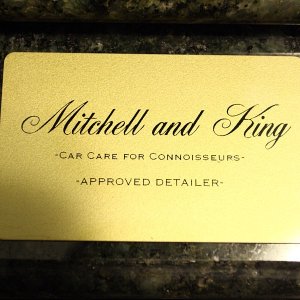 Mitchell and King
-Car Care for Connoisseurs-
-APPROVED DETAILER-